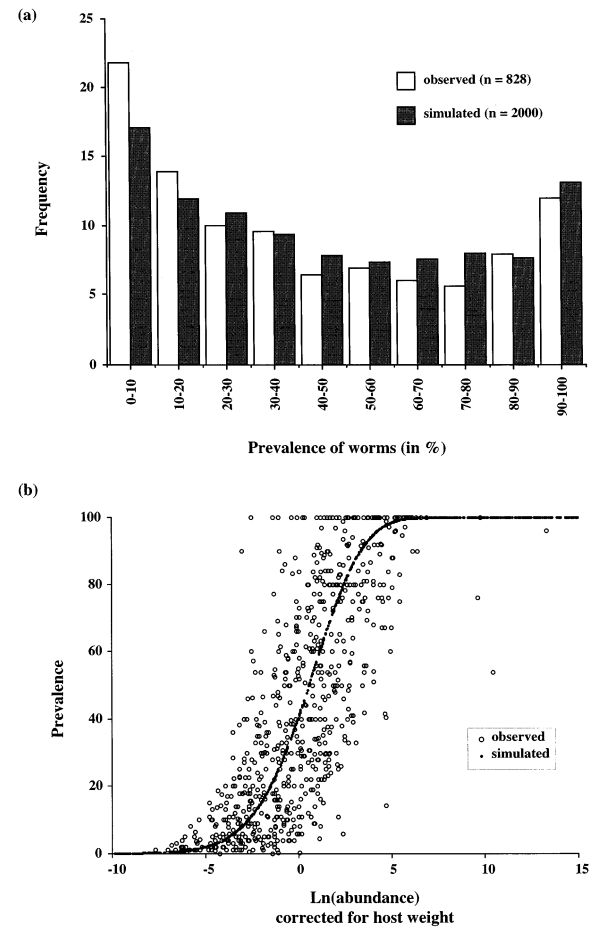 (a)
25
20
15
10
5
0
Frequency
observed (n = 828)
simulated (n = 2000)
0-10
10-20
20-30
30-40
40-50
50-60
60-70
70-80
80-90
90-100
Prevalence of worms (in %)
(b)
100
80
60
40
20
0
Prevalence
observed
simulated
-10
-5
0
5
10
15
Ln(abundance)
corrected for host weight